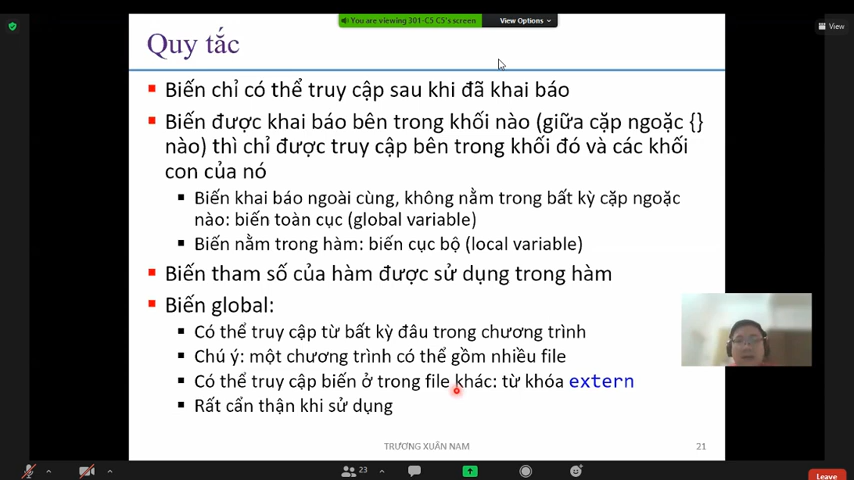 You are viewing 301-C5 C5's screen
View Options
View
Quy tắc
Biến chỉ có thể truy cập sau khi đã khai báo
Biến được khai báo bên trong khối nào (giữa cặp ngoặc {}
nào) thì chỉ được truy cập bên trong khối đó và các khối
con của nó
Biến khai báo ngoài cùng, không nằm trong bất kỳ cặp ngoặc
nào: biến toàn cục (global variable)
Biến nằm trong hàm: biến cục bộ (local variable)
Biến tham số của hàm được sử dụng trong hàm
Biến global:
Có thể truy cập từ bất kỳ đâu trong chương trình
Chú ý: một chương trình có thể gồm nhiều file
Có thể truy cập biến ở trong file khác: từ khóa extern
Rất cẩn thận khi sử dụng
TRƯƠNG XUÂN NAM
21
23
Leave